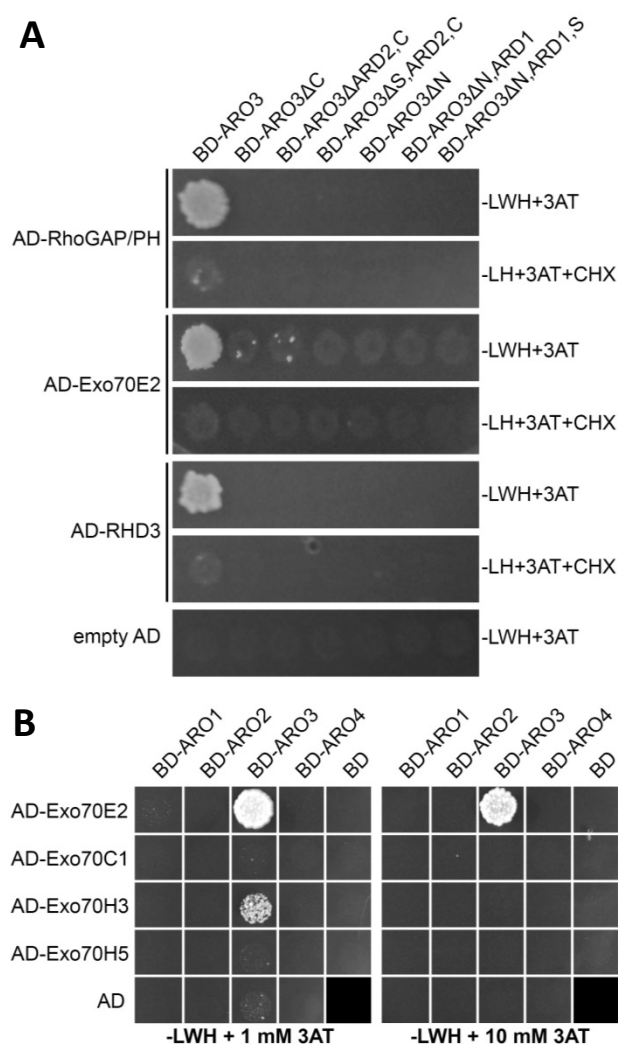 A
BD-ARO3
BD-ARO3ΔC
BD-ARO3ΔARD2,C
BD-ARO3ΔS,ARD2,C
BD-ARO3ΔN
BD-ARO3ΔN,ARD1
BD-ARO3ΔN,ARD1,S
AD-RhoGAP/PH
-LWH+3AT
-LH+3AT+CHX
AD-Exo70E2
-LWH+3AT
-LH+3AT+CHX
AD-RHD3
-LWH+3AT
-LH+3AT+CHX
empty AD
-LWH+3AT
B
BD-ARO1
BD-ARO2
BD-ARO3
BD-ARO4
BD
BD-ARO1
BD-ARO2
BD-ARO3
BD-ARO4
BD
AD-Exo70E2
AD-Exo70C1
AD-Exo70H3
AD-Exo70H5
AD
-LWH + 1 mM 3AT
-LWH + 10 mM 3AT